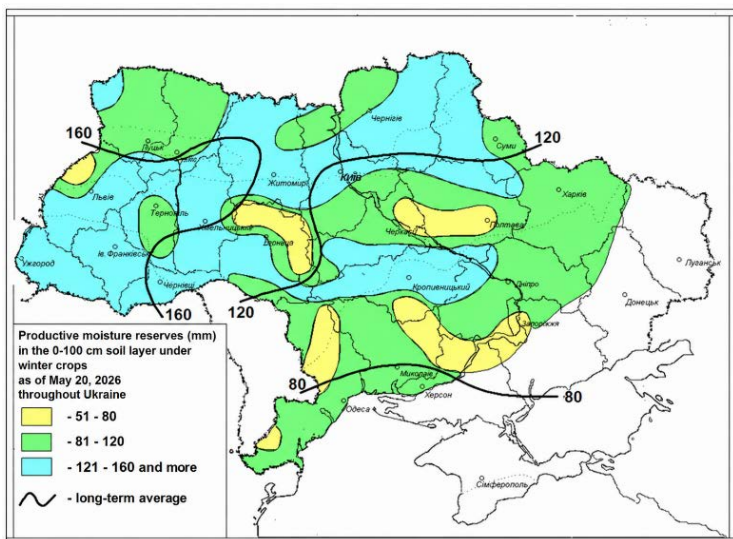 160
120
Чернігів
Луцьк
Суми
Житомир
КИЇВ
Харків
Львів
Тернопіль
Хмельницький
Вінниця
Черкаси
Полтава
Луганськ
Ужгород
Ів. Франківськ
Чернівці
Кропивницький
Дніпро
Донецьк
120
160
Запоріжжя
80
Миколаїв
Херсон
80
Одеса
Сімферополь
Productive moisture reserves (mm)
in the 0-100 cm soil layer under
winter crops
as of May 20, 2026
throughout Ukraine
- 51 - 80
- 81 - 120
- 121 - 160 and more
- long-term average